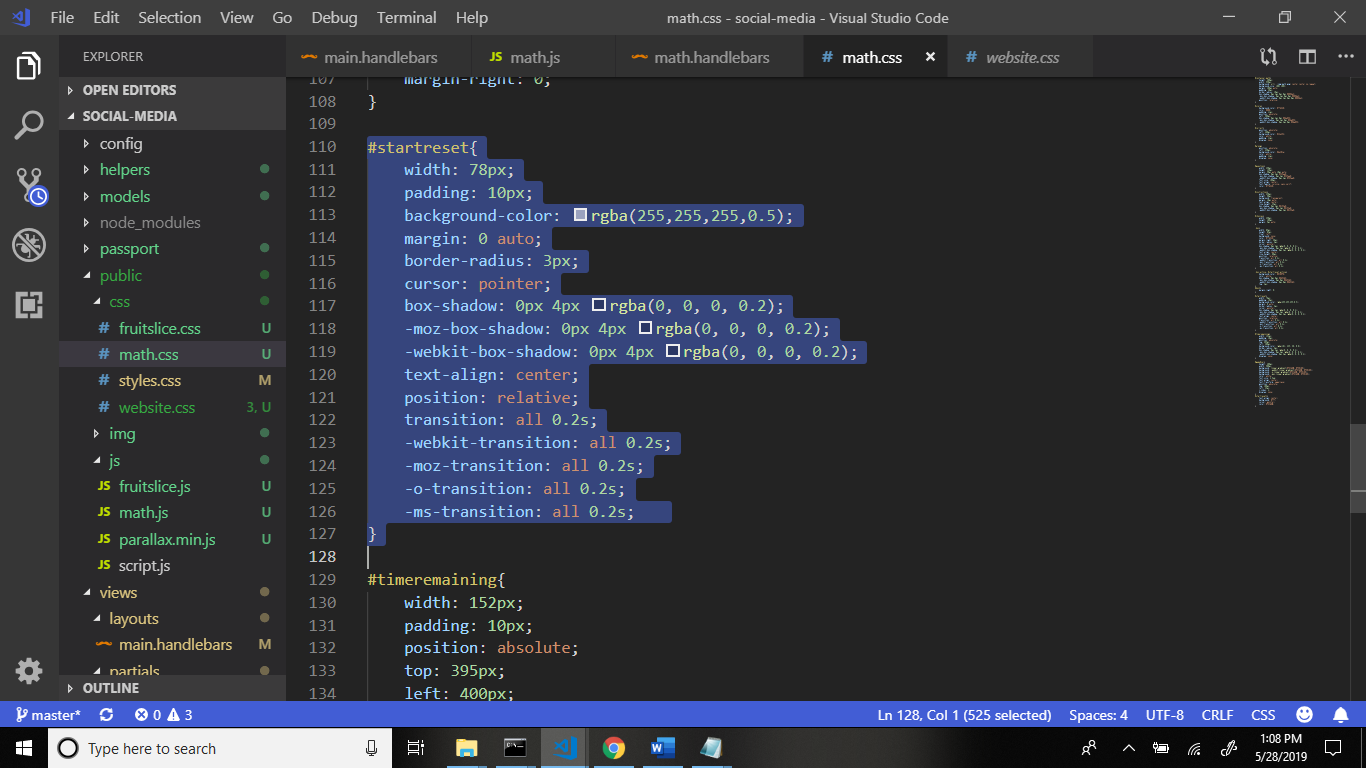 File Edit Selection View Go Debug Terminal Help
math.css - social-media - Visual Studio Code
EXPLORER
OPEN EDITORS
SOCIAL-MEDIA
config
helpers
models
node_modules
passport
public
css
# fruitslice.css U
# math.css U
# styles.css M
# website.css 3, U
img
js
JS fruitslice.js U
JS math.js U
JS parallax.min.js U
JS script.js
views
layouts
main.handlebars M
partials
OUTLINE
main.handlebars
JS math.js
math.handlebars
# math.css
# website.css
107 margin-right: 0;
108 }
109
110 #startreset{
111 width: 78px;
112 padding: 10px;
113 background-color: rgba(255,255,255,0.5);
114 margin: 0 auto;
115 border-radius: 3px;
116 cursor: pointer;
117 box-shadow: 0px 4px rgba(0, 0, 0, 0.2);
118 -moz-box-shadow: 0px 4px rgba(0, 0, 0, 0.2);
119 -webkit-box-shadow: 0px 4px rgba(0, 0, 0, 0.2);
120 text-align: center;
121 position: relative;
122 transition: all 0.2s;
123 -webkit-transition: all 0.2s;
124 -moz-transition: all 0.2s;
125 -o-transition: all 0.2s;
126 -ms-transition: all 0.2s;
127 }
128
129 #timeremaining{
130 width: 152px;
131 padding: 10px;
132 position: absolute;
133 top: 395px;
134 left: 400px;
master* 0 3
Ln 128, Col 1 (525 selected) Spaces: 4 UTF-8 CRLF CSS
Type here to search
1:08 PM
5/28/2019